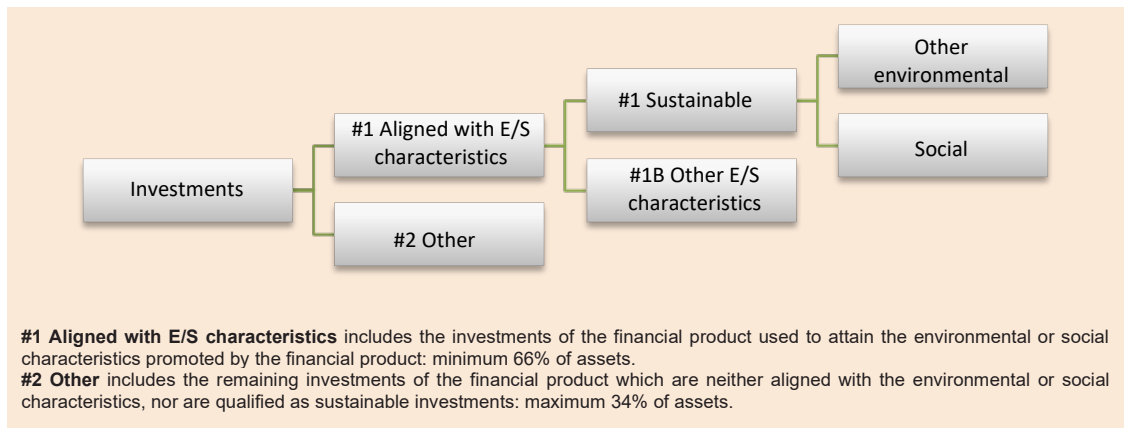 Other
environmental
#1 Sustainable
#1 Aligned with E/S
characteristics
Social
Investments
#1B Other E/S
characteristics
#2 Other
#1 Aligned with E/S characteristics includes the investments of the financial product used to attain the environmental or social
characteristics promoted by the financial product: minimum 66% of assets.
#2 Other includes the remaining investments of the financial product which are neither aligned with the environmental or social
characteristics, nor are qualified as sustainable investments: maximum 34% of assets.